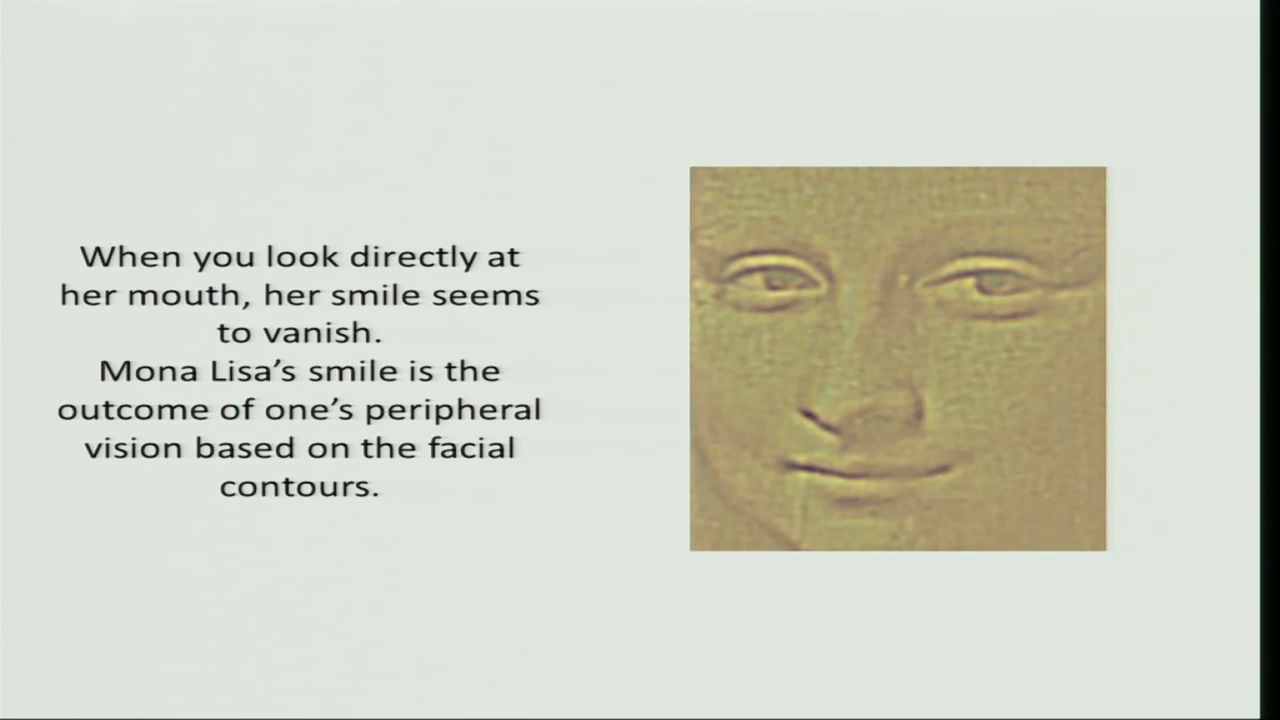 When you look directly at
her mouth, her smile seems
to vanish.
Mona Lisa’s smile is the
outcome of one’s peripheral
vision based on the facial
contours.